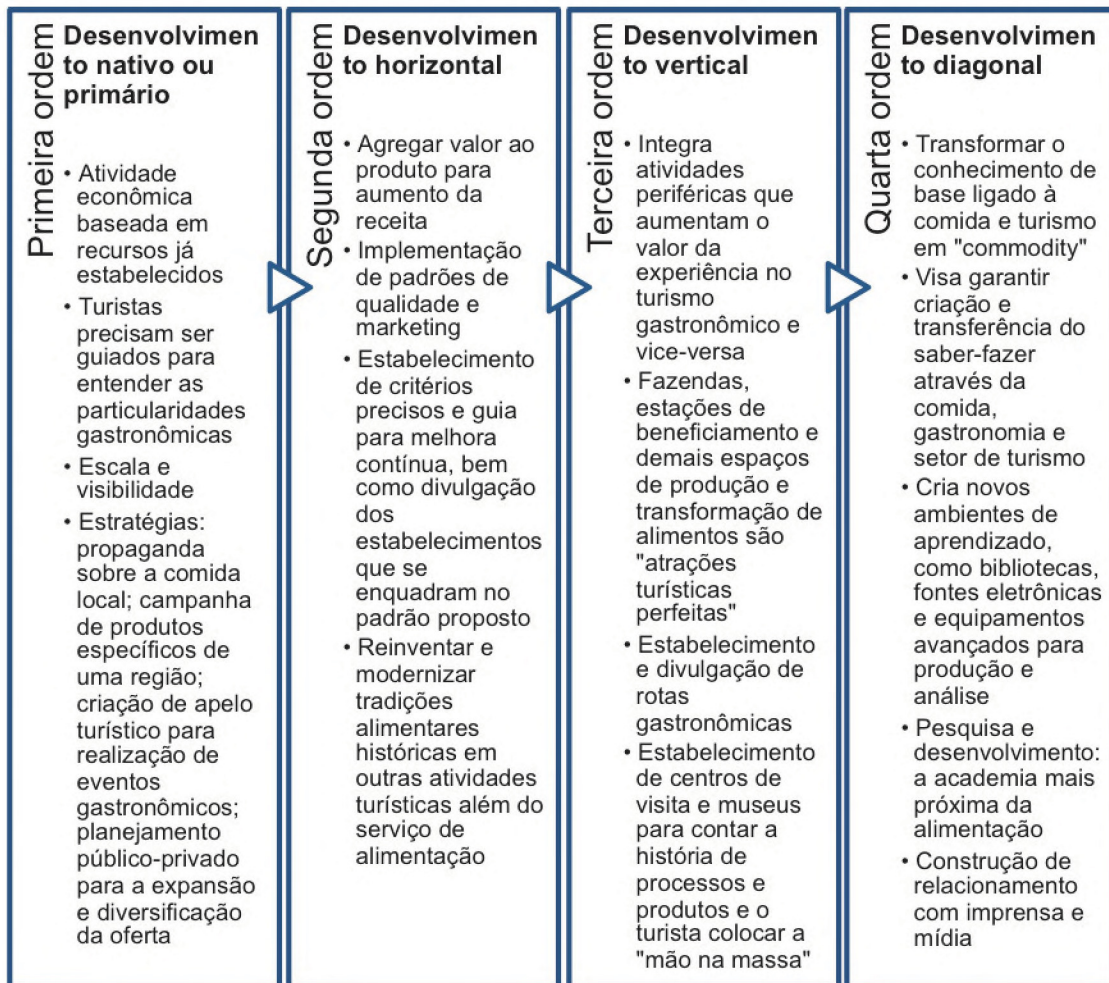 Primeira ordem
Desenvolvimen
to nativo ou
primário
• Atividade
econômica
baseada em
recursos já
estabelecidos
• Turistas
precisam ser
guiados para
entender as
particularidades
gastronômicas
• Escala e
visibilidade
• Estratégias:
propaganda
sobre a comida
local; campanha
de produtos
específicos de
uma região;
criação de apelo
turístico para
realização de
eventos
gastronômicos;
planejamento
público-privado
para a expansão
e diversificação
da oferta
Segunda ordem
Desenvolvimen
to horizontal
• Agregar valor ao
produto para
aumento da
receita
• Implementação
de padrões de
qualidade e
marketing
• Estabelecimento
de critérios
precisos e guia
para melhora
contínua, bem
como divulgação
dos
estabelecimentos
que se
enquadram no
padrão proposto
• Reinventar e
modernizar
tradições
alimentares
históricas em
outras atividades
turísticas além do
serviço de
alimentação
Terceira ordem
Desenvolvimen
to vertical
• Integra
atividades
periféricas que
aumentam o
valor da
experiência no
turismo
gastronômico e
vice-versa
• Fazendas,
estações de
beneficiamento e
demais espaços
de produção e
transformação de
alimentos são
"atrações
turísticas
perfeitas"
• Estabelecimento
e divulgação de
rotas
gastronômicas
• Estabelecimento
de centros de
visita e museus
para contar a
história de
processos e
produtos e o
turista colocar a
"mão na massa"
Quarta ordem
Desenvolvimen
to diagonal
• Transformar o
conhecimento de
base ligado à
comida e turismo
em "commodity"
• Visa garantir
criação e
transferência do
saber-fazer
através da
comida,
gastronomia e
setor de turismo
• Cria novos
ambientes de
aprendizado,
como bibliotecas,
fontes eletrônicas
e equipamentos
avançados para
produção e
análise
• Pesquisa e
desenvolvimento:
a academia mais
próxima da
alimentação
• Construção de
relacionamento
com imprensa e
mídia